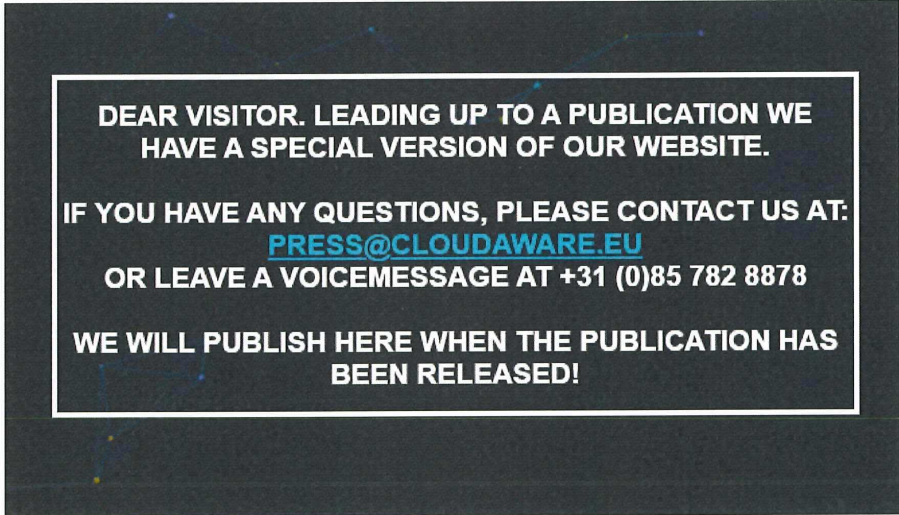 DEAR VISITOR. LEADING UP TO A PUBLICATION WE
HAVE A SPECIAL VERSION OF OUR WEBSITE.
IF YOU HAVE ANY QUESTIONS, PLEASE CONTACT US AT:
PRESS@CLOUDAWARE.EU
OR LEAVE A VOICEMESSAGE AT +31 (0)85 782 8878
WE WILL PUBLISH HERE WHEN THE PUBLICATION HAS
BEEN RELEASED!